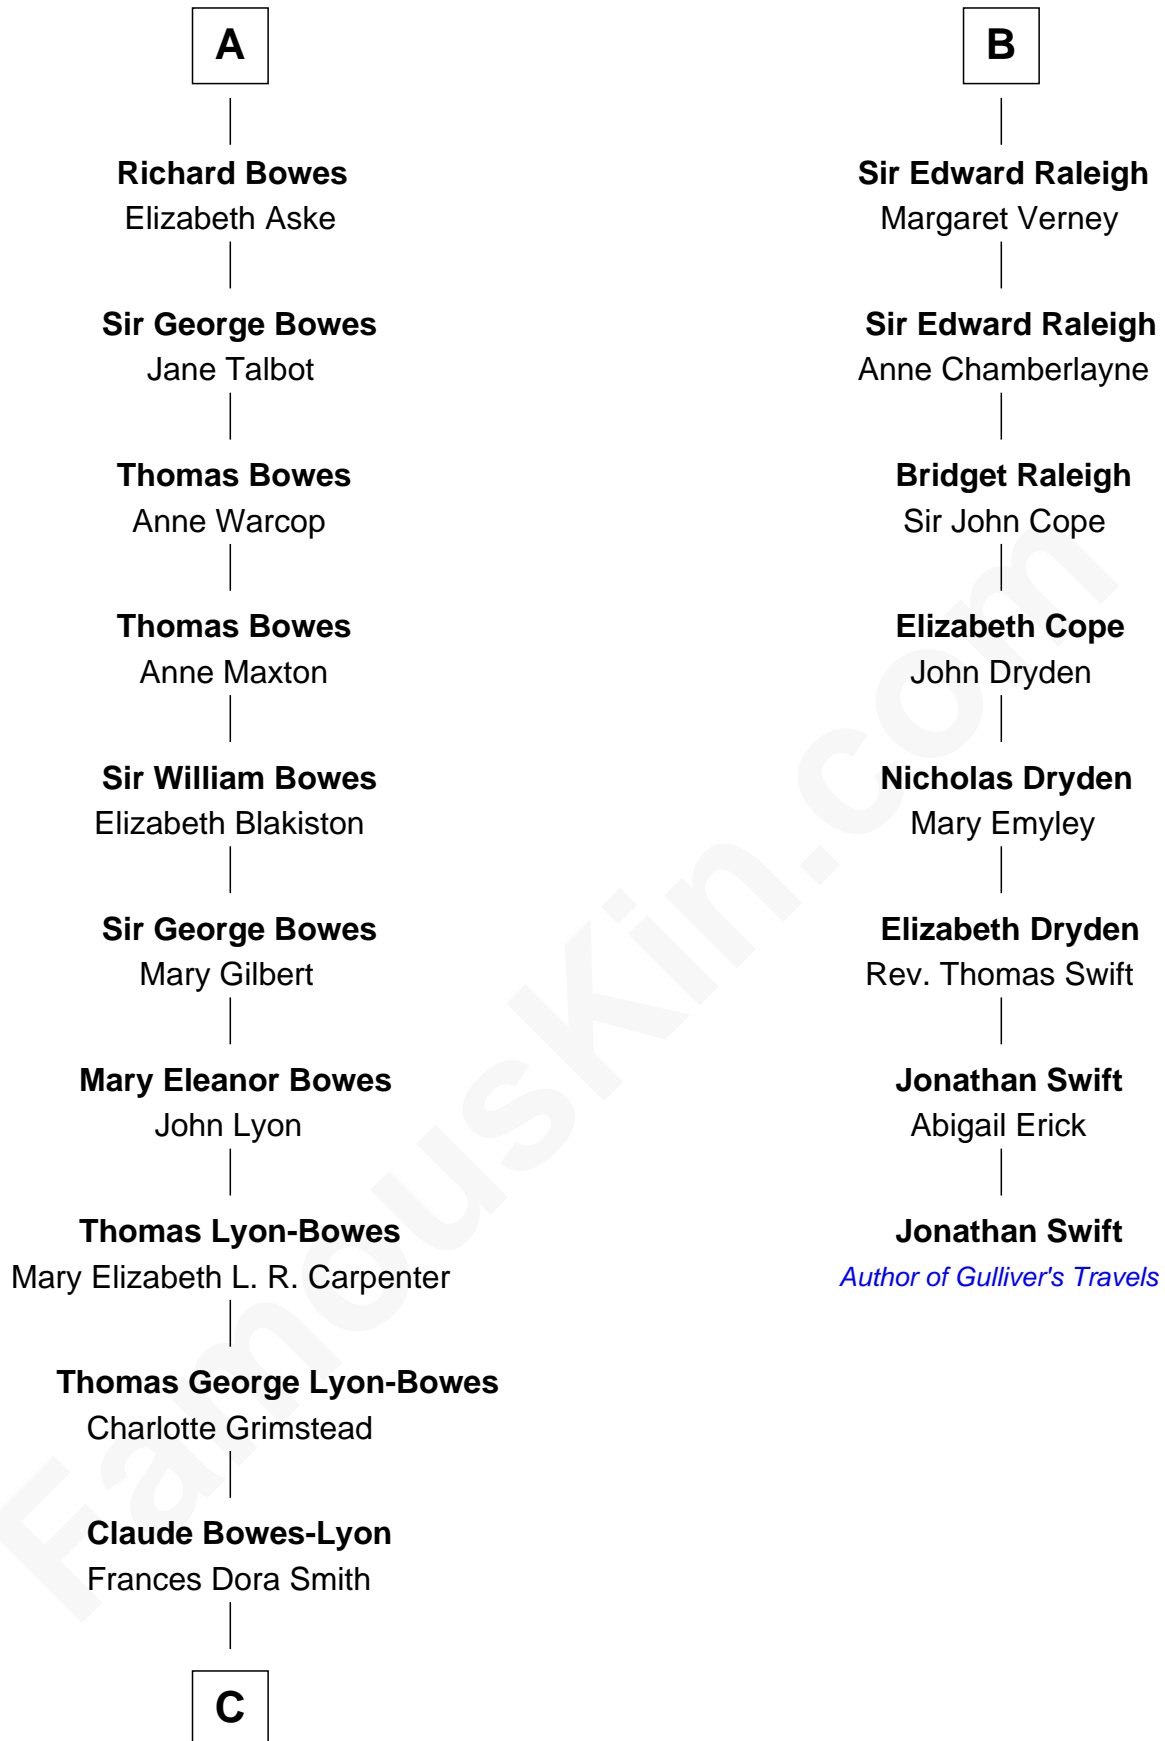 A
Richard Bowes
Elizabeth Aske
Sir George Bowes
Jane Talbot
Thomas Bowes
Anne Warcop
Thomas Bowes
Anne Maxton
Sir William Bowes
Elizabeth Blakiston
Sir George Bowes
Mary Gilbert
Mary Eleanor Bowes
John Lyon
Thomas Lyon-Bowes
Mary Elizabeth L. R. Carpenter
Thomas George Lyon-Bowes
Charlotte Grimstead
Claude Bowes-Lyon
Frances Dora Smith
C
B
Sir Edward Raleigh
Margaret Verney
Sir Edward Raleigh
Anne Chamberlayne
Bridget Raleigh
Sir John Cope
Elizabeth Cope
John Dryden
Nicholas Dryden
Mary Emyley
Elizabeth Dryden
Rev. Thomas Swift
Jonathan Swift
Abigail Erick
Jonathan Swift
Author of Gulliver's Travels
FamousKin.com